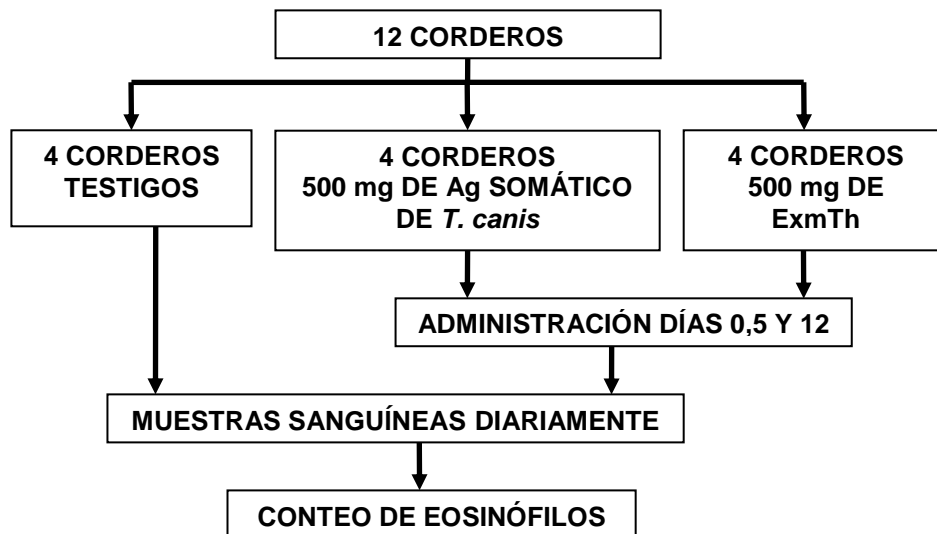 12 CORDEROS
4 CORDEROS
TESTIGOS
4 CORDEROS
500 mg DE Ag SOMÁTICO
DE T. canis
4 CORDEROS
500 mg DE
ExmTh
ADMINISTRACIÓN DÍAS 0,5 Y 12
MUESTRAS SANGUÍNEAS DIARIAMENTE
CONTEO DE EOSINÓFILOS